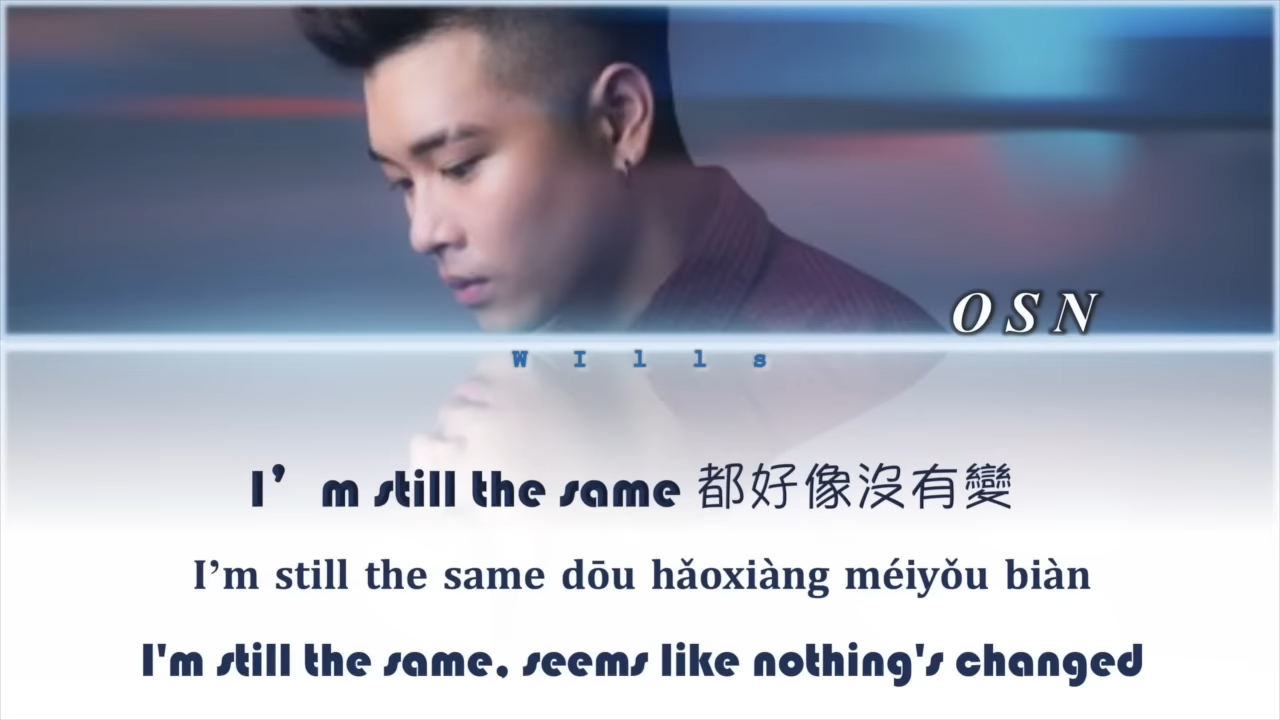 OSN
WIlls
I’m still the same 都好像沒有變
I’m still the same dōu hǎoxiàng méiyǒu biàn
I'm still the same, seems like nothing's changed